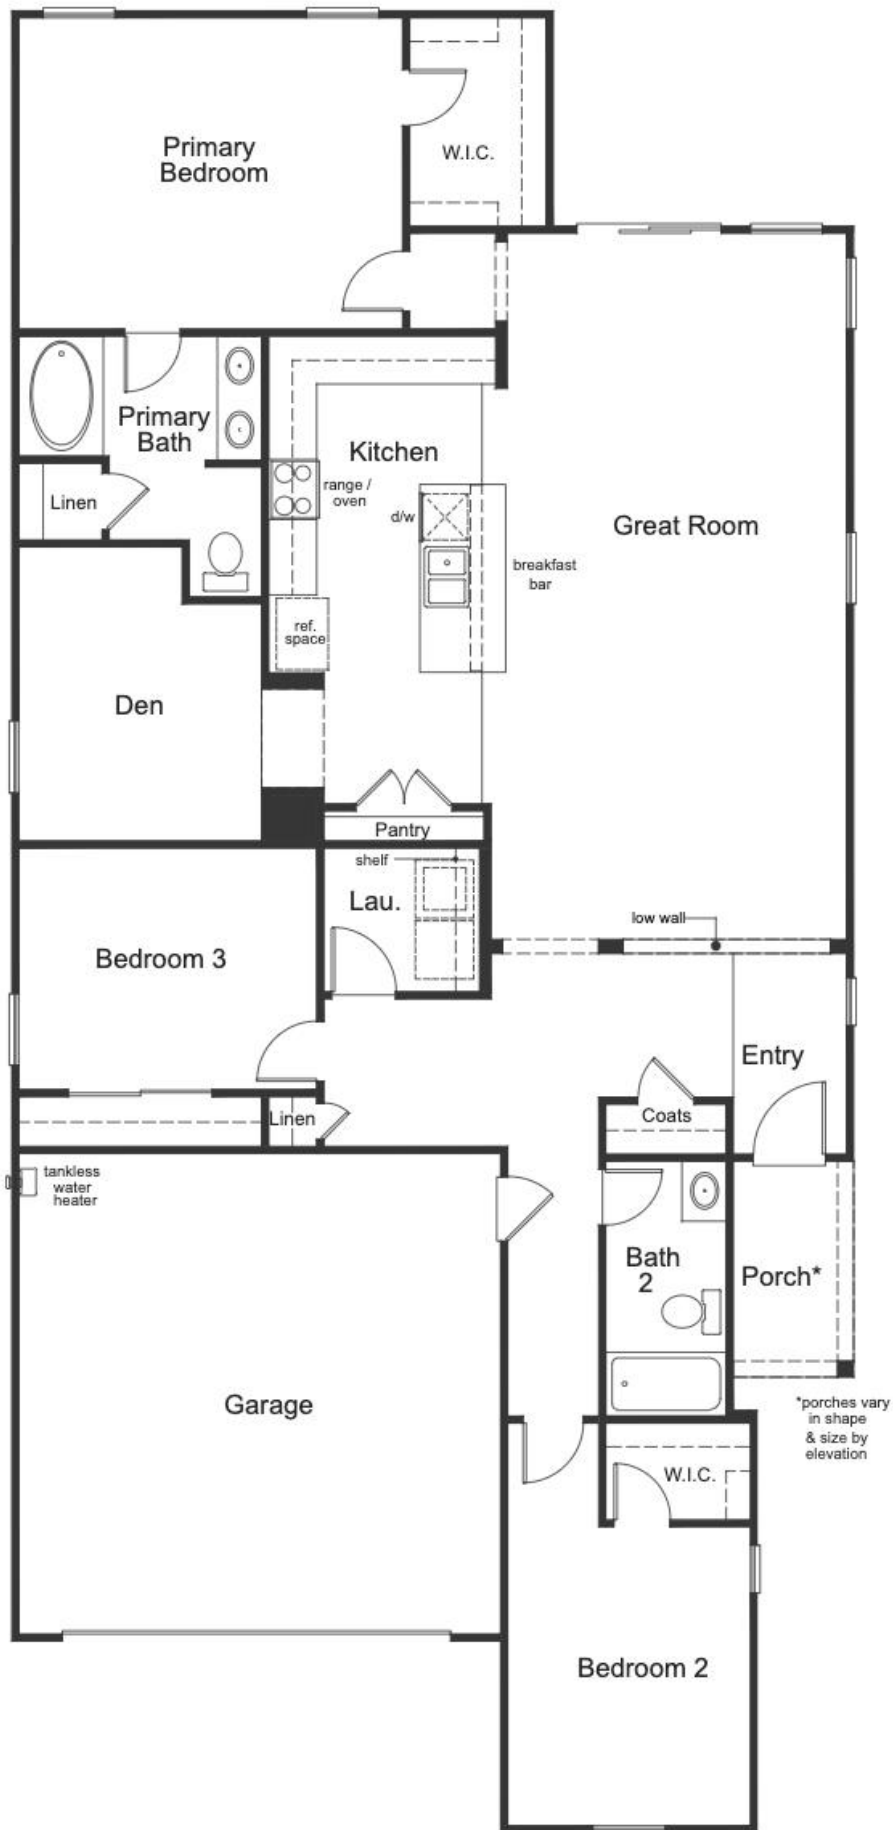 Primary
Bedroom
W.I.C.
Primary
Bath
Linen
Kitchen
range /
oven
d/w
breakfast
bar
Great Room
ref.
space
Den
Pantry
shelf
Lau.
low wall
Bedroom 3
Entry
Linen
Coats
tankless
water
heater
Bath
2
Porch*
Garage
*porches vary
in shape
& size by
elevation
W.I.C.
Bedroom 2